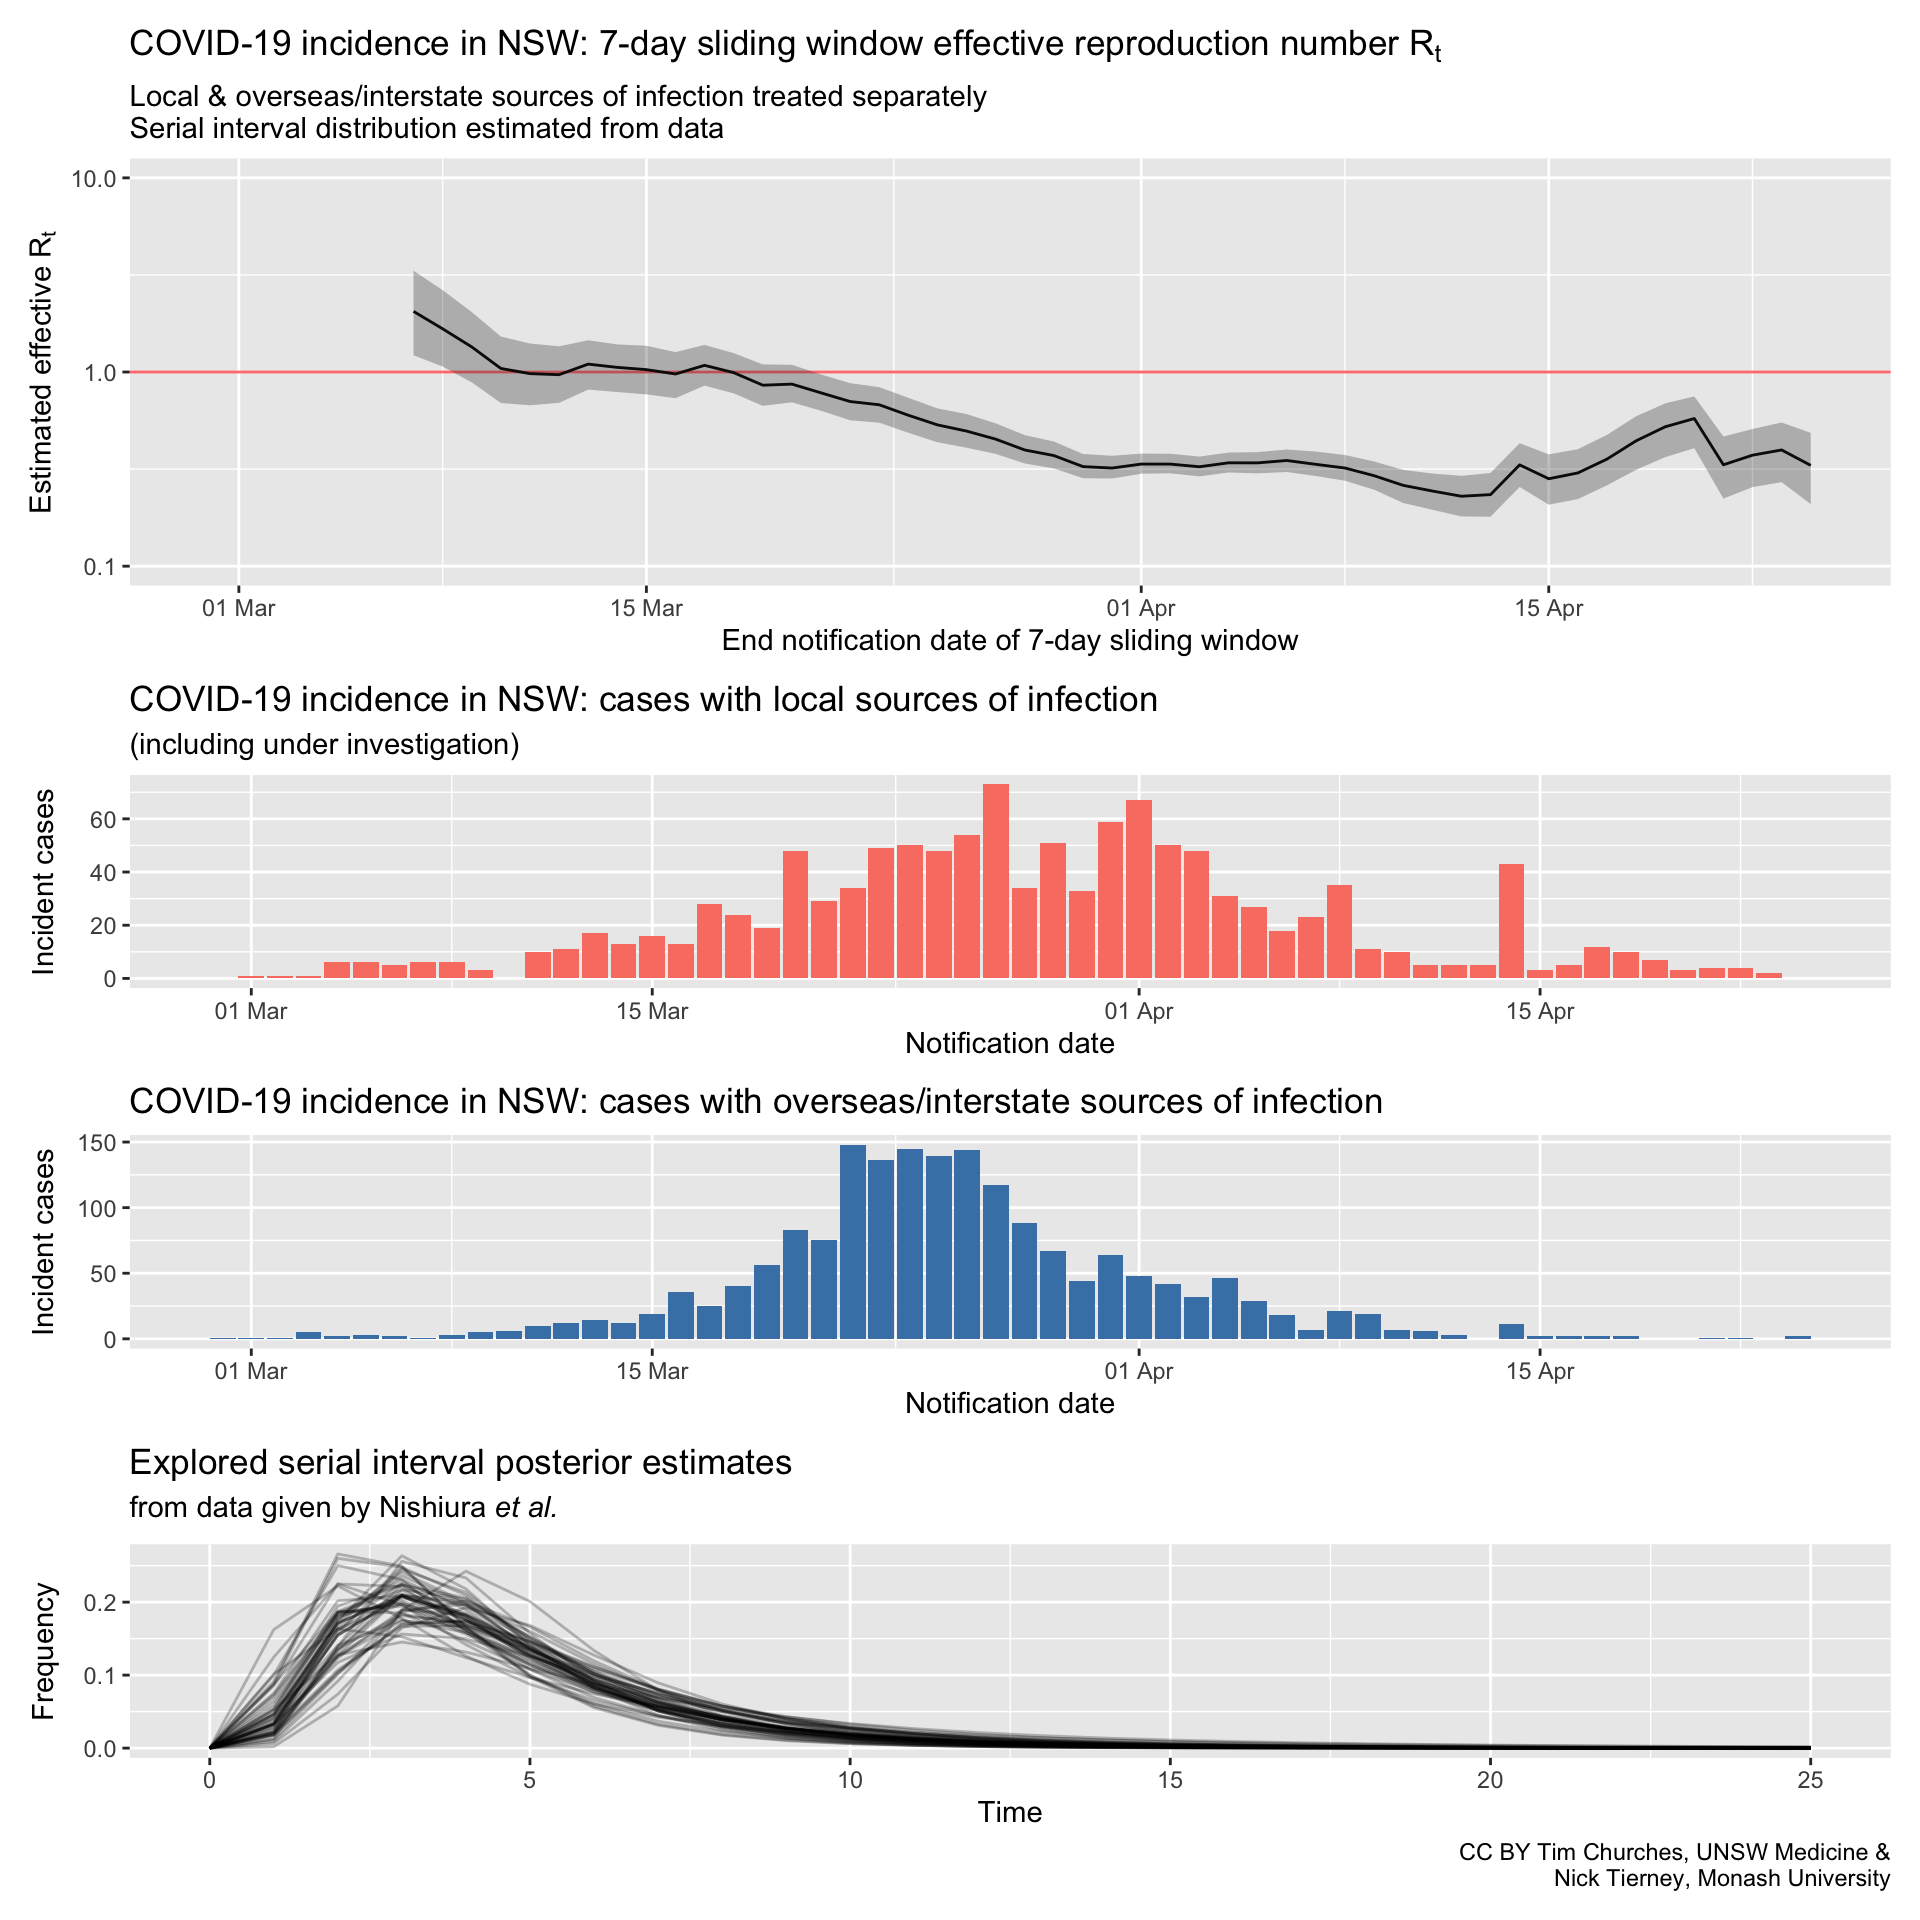 COVID-19 incidence in NSW: 7-day sliding window effective reproduction number Rt
Local & overseas/interstate sources of infection treated separately
Serial interval distribution estimated from data
Estimated effective Rt
10.0
1.0
0.1
01 Mar 15 Mar 01 Apr 15 Apr
End notification date of 7-day sliding window
COVID-19 incidence in NSW: cases with local sources of infection
(including under investigation)
Incident cases
60
40
20
0
01 Mar 15 Mar 01 Apr 15 Apr
Notification date
COVID-19 incidence in NSW: cases with overseas/interstate sources of infection
Incident cases
150
100
50
0
01 Mar 15 Mar 01 Apr 15 Apr
Notification date
Explored serial interval posterior estimates
from data given by Nishiura et al.
Frequency
0.2
0.1
0.0
0 5 10 15 20 25
Time
CC BY Tim Churches, UNSW Medicine &
Nick Tierney, Monash University